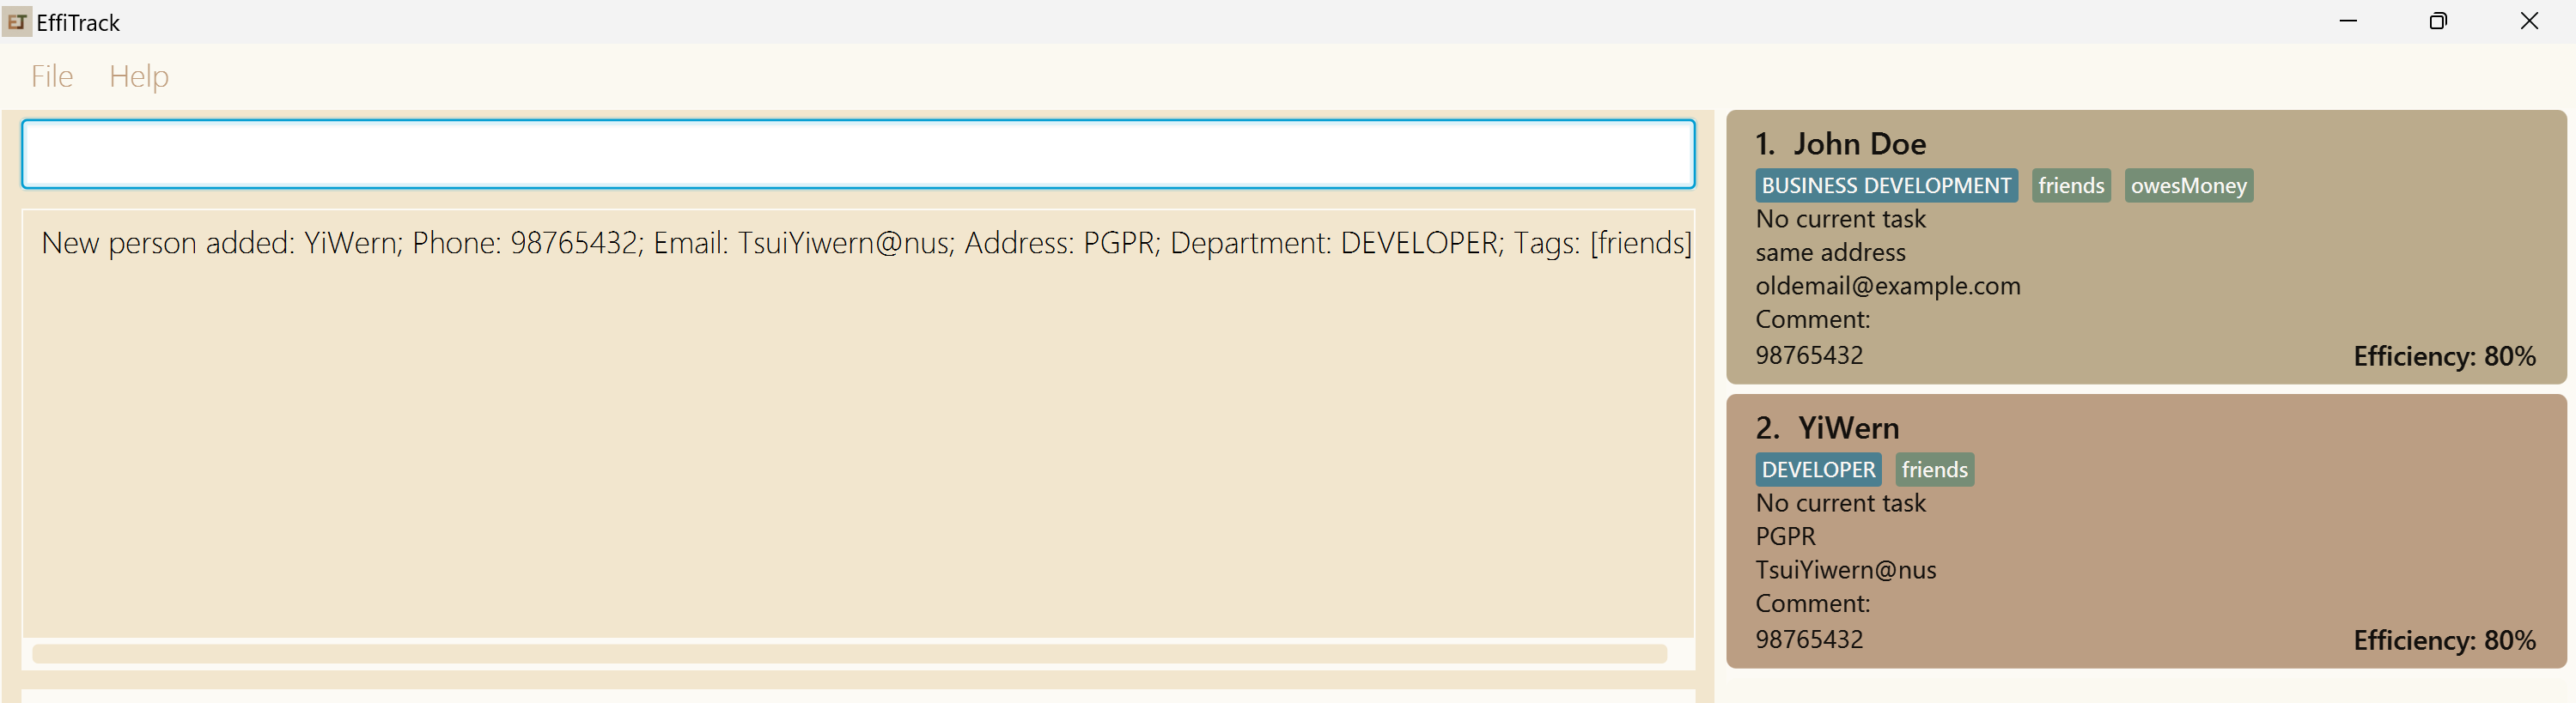 EJ EffiTrack
File Help
New person added: YiWern; Phone: 98765432; Email: TsuiYiwern@nus; Address: PGPR; Department: DEVELOPER; Tags: [friends]
1. John Doe
BUSINESS DEVELOPMENT friends owesMoney
No current task
same address
oldemail@example.com
Comment:
98765432 Efficiency: 80%
2. YiWern
DEVELOPER friends
No current task
PGPR
TsuiYiwern@nus
Comment:
98765432 Efficiency: 80%